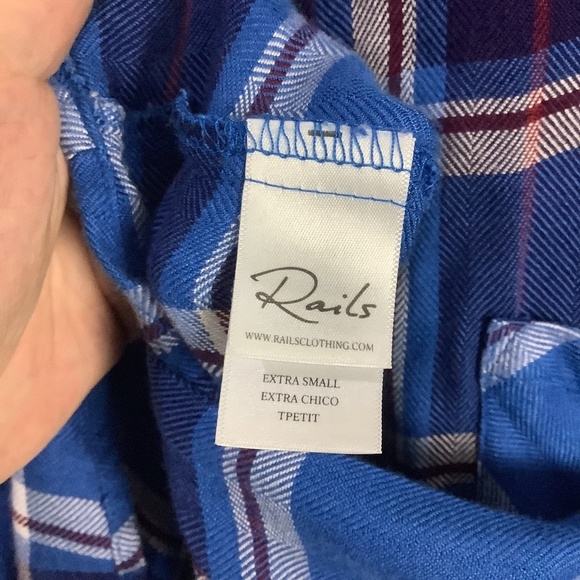 Rails
WWW.RAILSCLOTHING.COM
EXTRA SMALL
EXTRA CHICO
TPETIT